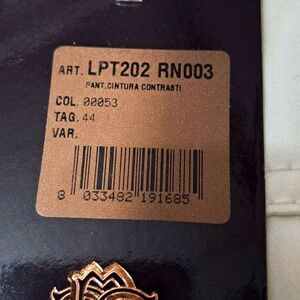 ART. LPT202 RN003
PANT.CINTURA CONTRASTI
COL. 00053
TAG. 44
VAR.
8 033482 191685